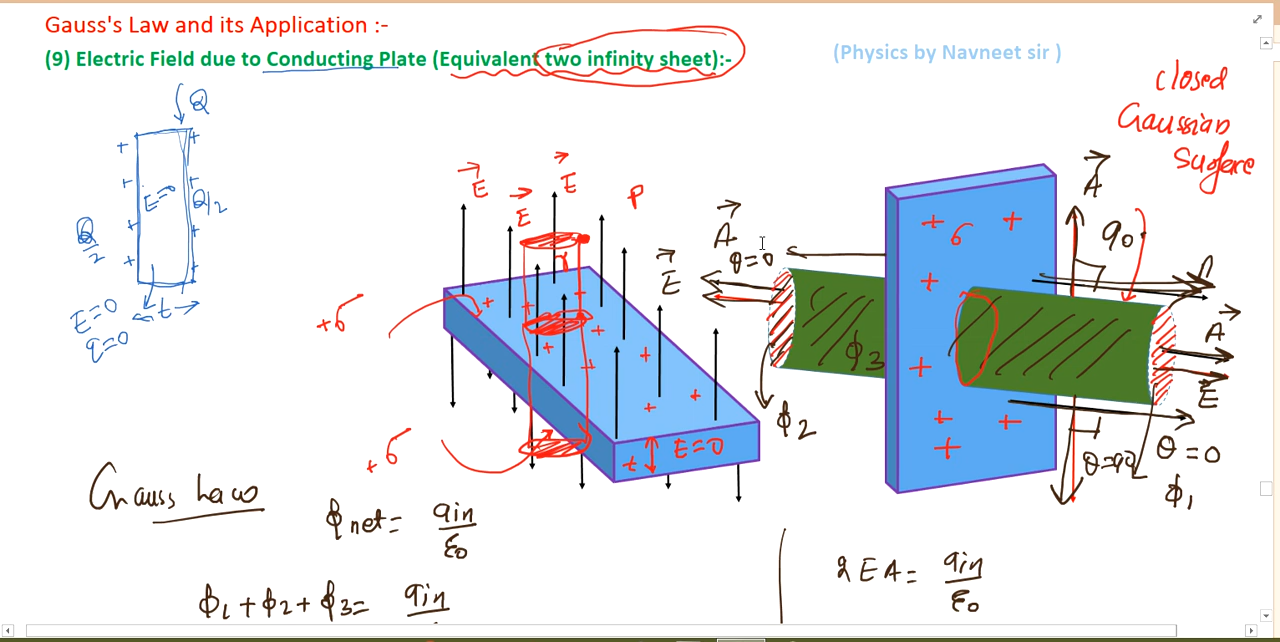 Gauss's Law and its Application :-
(9) Electric Field due to Conducting Plate (Equivalent two infinity sheet):-
(Physics by Navneet sir )
closed
Gaussian
Q
+ +
+ +
E=0
Q/2
+ +
Q/2
+ +
E=0
t
q=0
E
E
E
P
A
θ=0
E
A
90
+ + σ
+σ
+σ
t
E=0
ϕ3
ϕ2
A
E
θ=90
θ=0
ϕ1
Gauss Law
ϕnet = qin/ε0
2EA = qin/ε0
ϕ1+ϕ2+ϕ3= qin